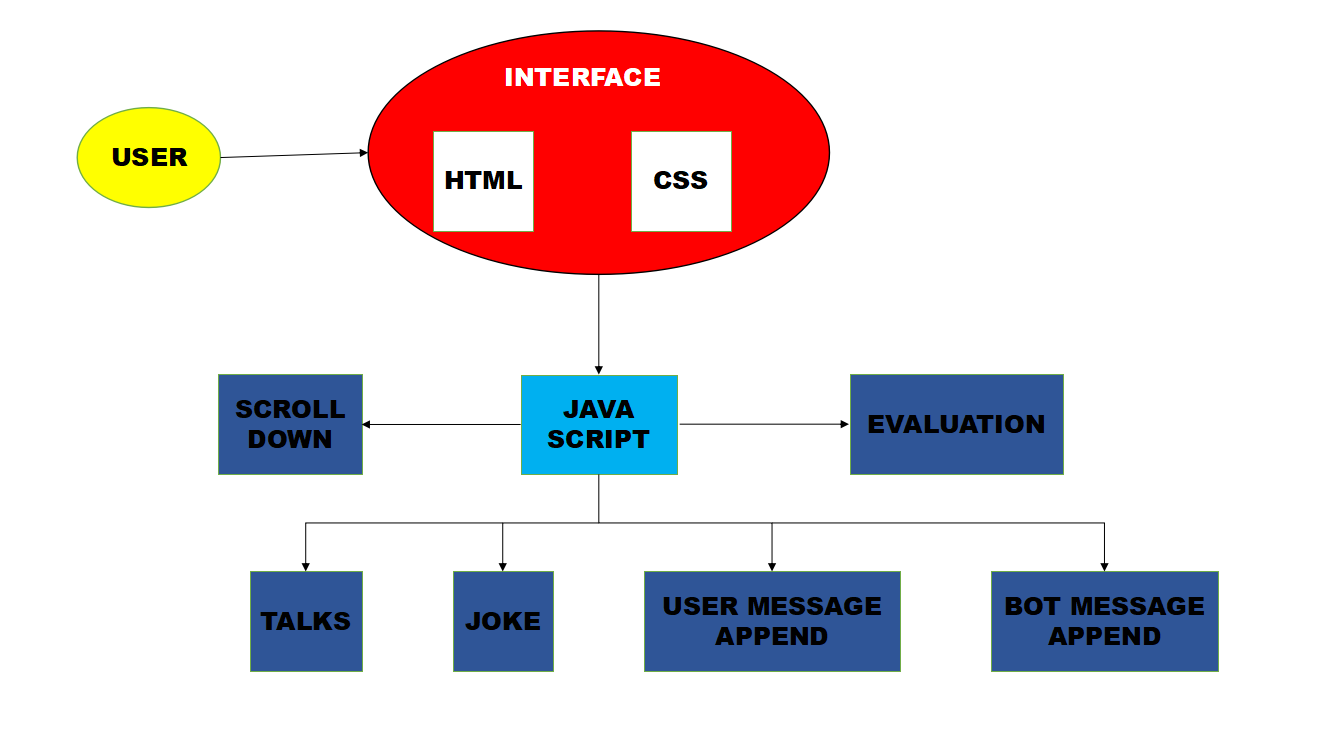 INTERFACE
USER
HTML
CSS
SCROLL
DOWN
JAVA
SCRIPT
EVALUATION
TALKS
JOKE
USER MESSAGE
APPEND
BOT MESSAGE
APPEND